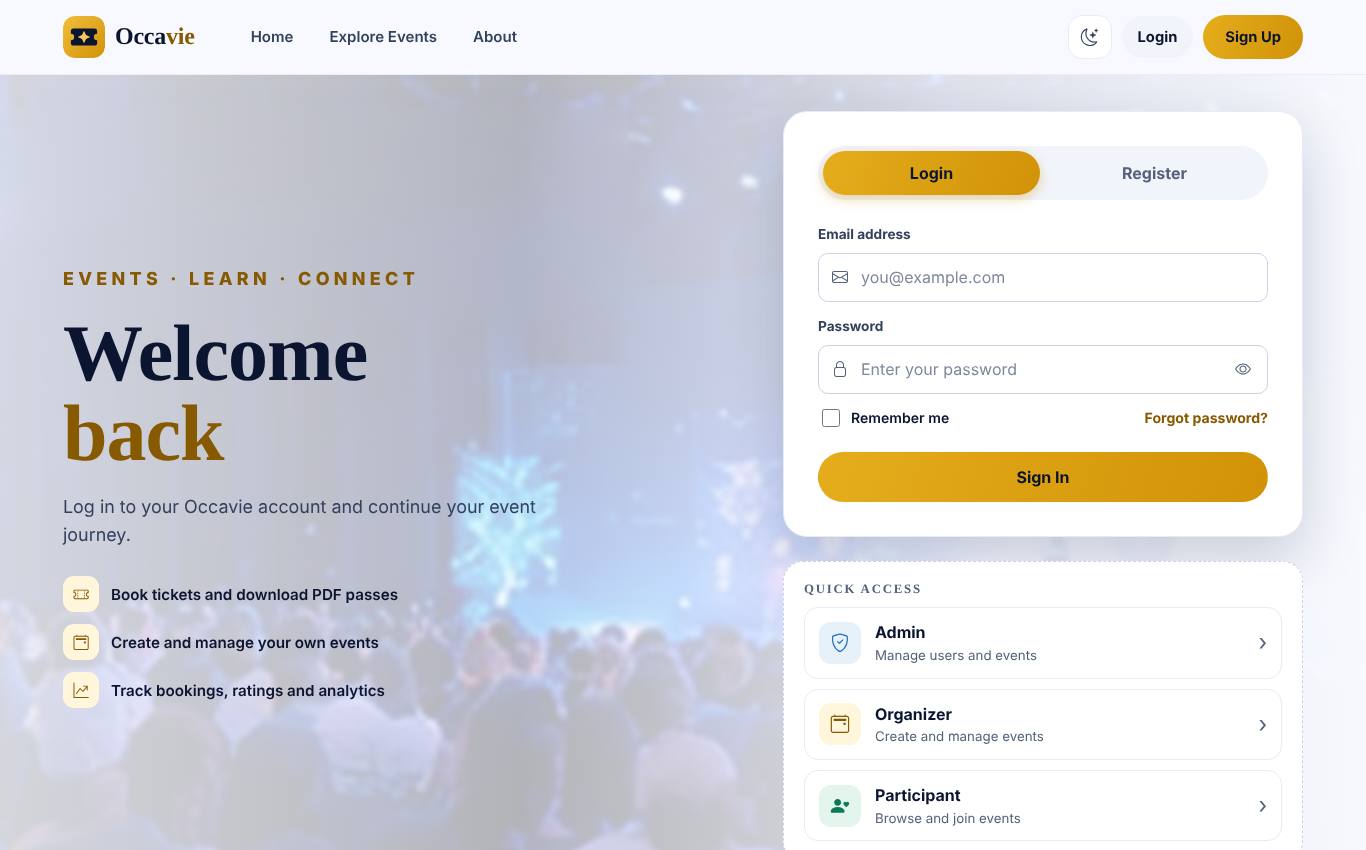 Occavie
Home
Explore Events
About
Login
Sign Up
EVENTS · LEARN · CONNECT
Welcome
back
Log in to your Occavie account and continue your event
journey.
Book tickets and download PDF passes
Create and manage your own events
Track bookings, ratings and analytics
Login
Register
Email address
you@example.com
Password
Enter your password
Remember me
Forgot password?
Sign In
QUICK ACCESS
Admin
Manage users and events
Organizer
Create and manage events
Participant
Browse and join events